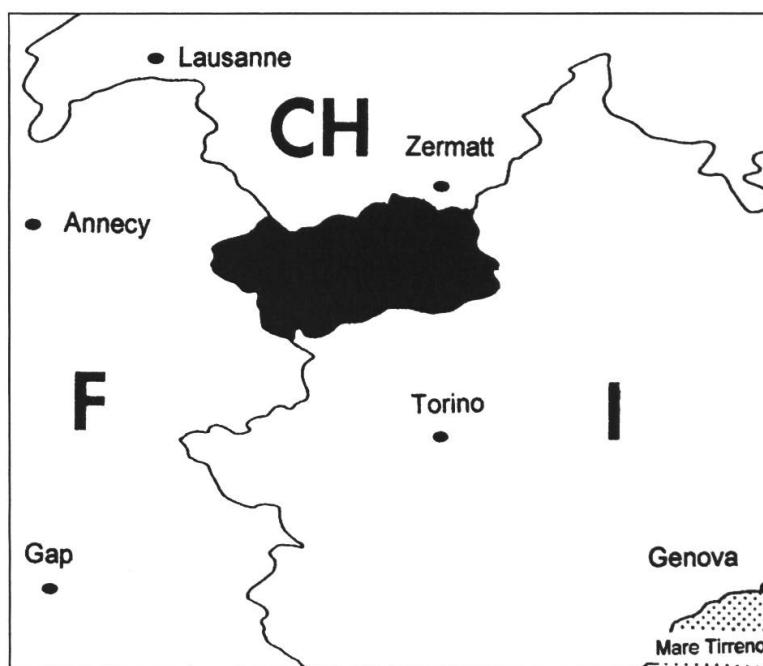 Lausanne
CH
Zermatt
Annecy
F
Torino
I
Gap
Genova
Mare Tirreno